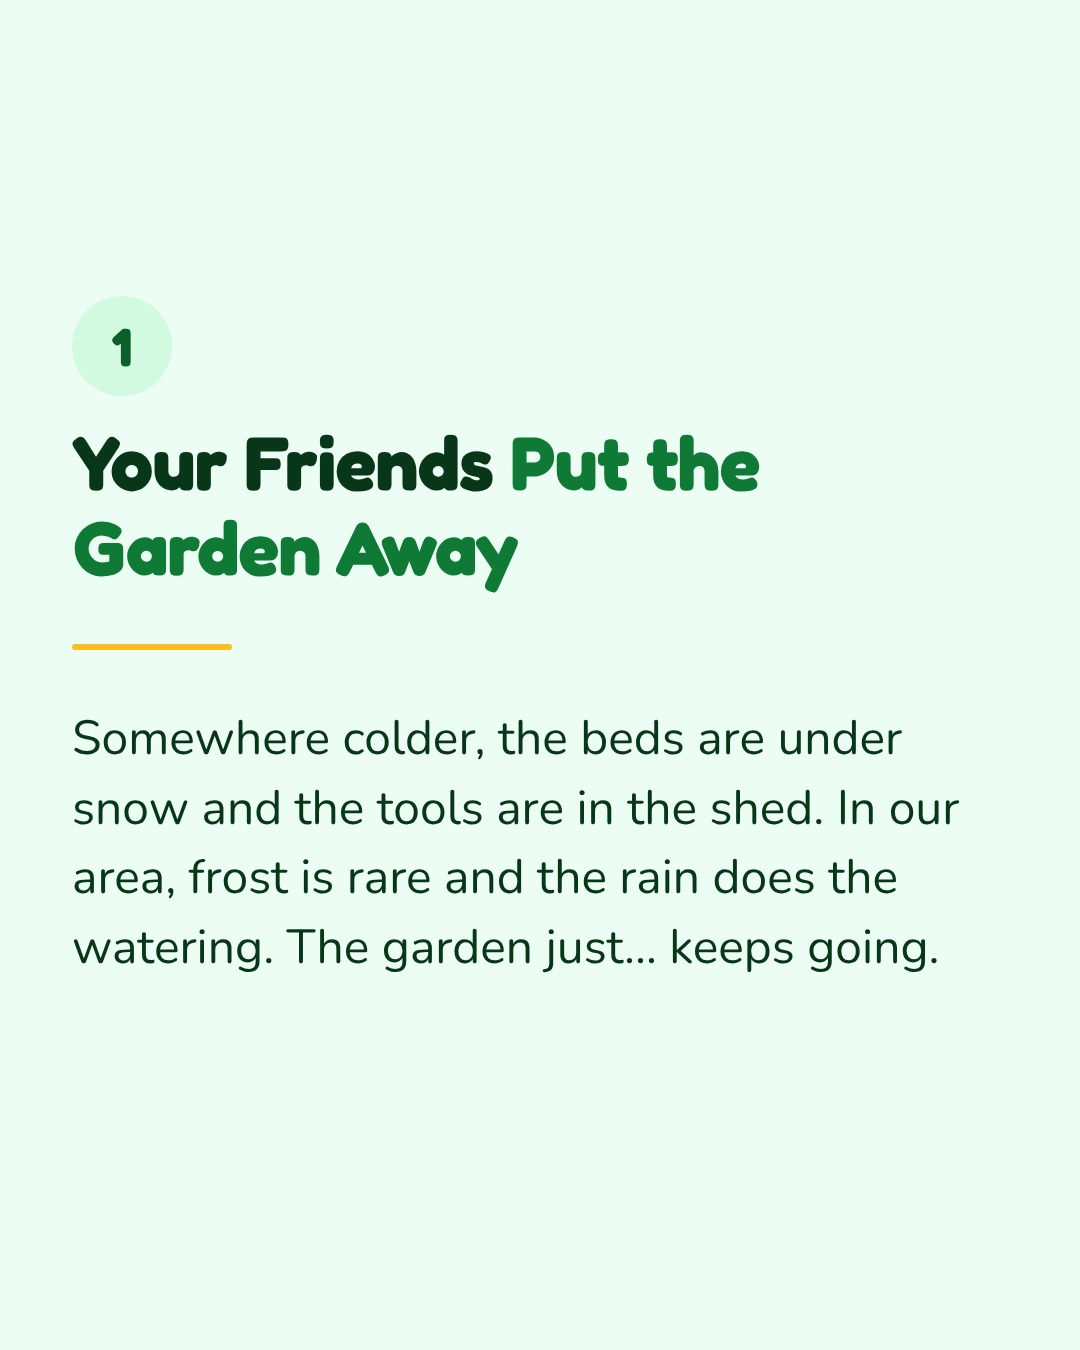 1
Your Friends Put the
Garden Away
Somewhere colder, the beds are under
snow and the tools are in the shed. In our
area, frost is rare and the rain does the
watering. The garden just... keeps going.